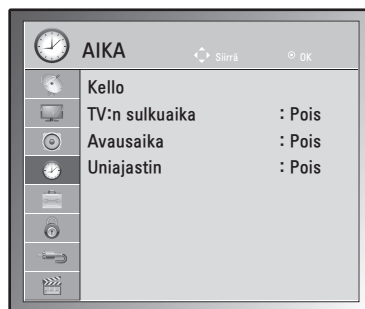 AIKA Siirrä OK
Kello
TV:n sulkuaika : Pois
Avausaika : Pois
Uniajastin : Pois